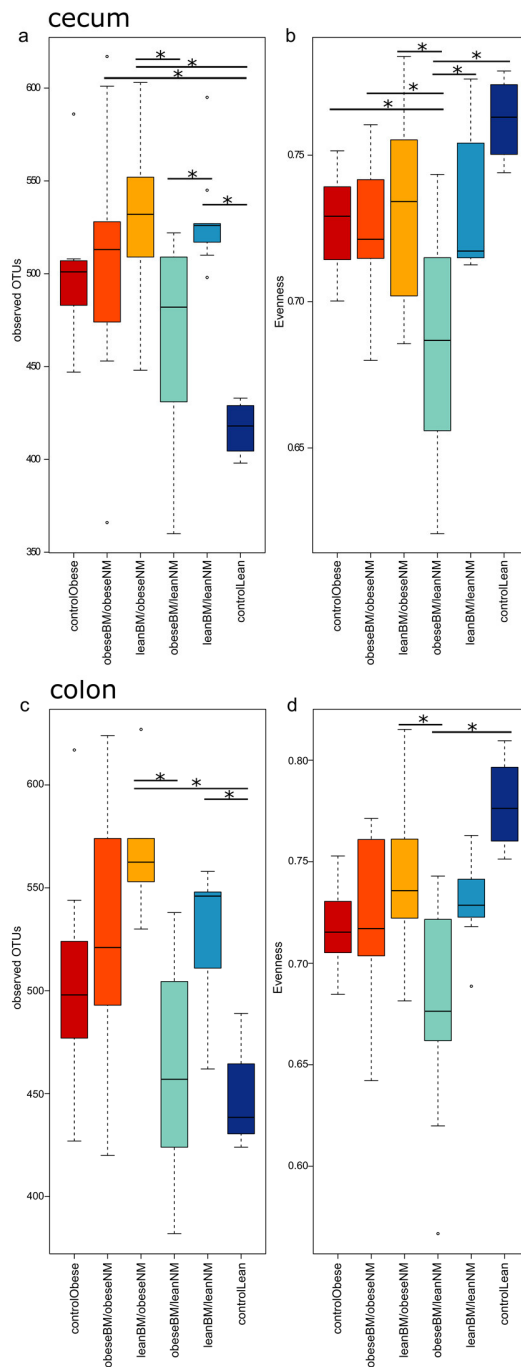 cecum
a
b
*
*
*
*
*
*
*
*
*
*
600
550
500
450
400
350
observed OTUs
0.75
0.70
0.65
Evenness
controlObese
obeseBM/obeseNM
leanBM/obeseNM
obeseBM/leanNM
leanBM/leanNM
controlLean
controlObese
obeseBM/obeseNM
leanBM/obeseNM
obeseBM/leanNM
leanBM/leanNM
controlLean
colon
c
d
*
*
*
*
*
600
550
500
450
400
observed OTUs
0.80
0.75
0.70
0.65
0.60
Evenness
controlObese
obeseBM/obeseNM
leanBM/obeseNM
obeseBM/leanNM
leanBM/leanNM
controlLean
controlObese
obeseBM/obeseNM
leanBM/obeseNM
obeseBM/leanNM
leanBM/leanNM
controlLean